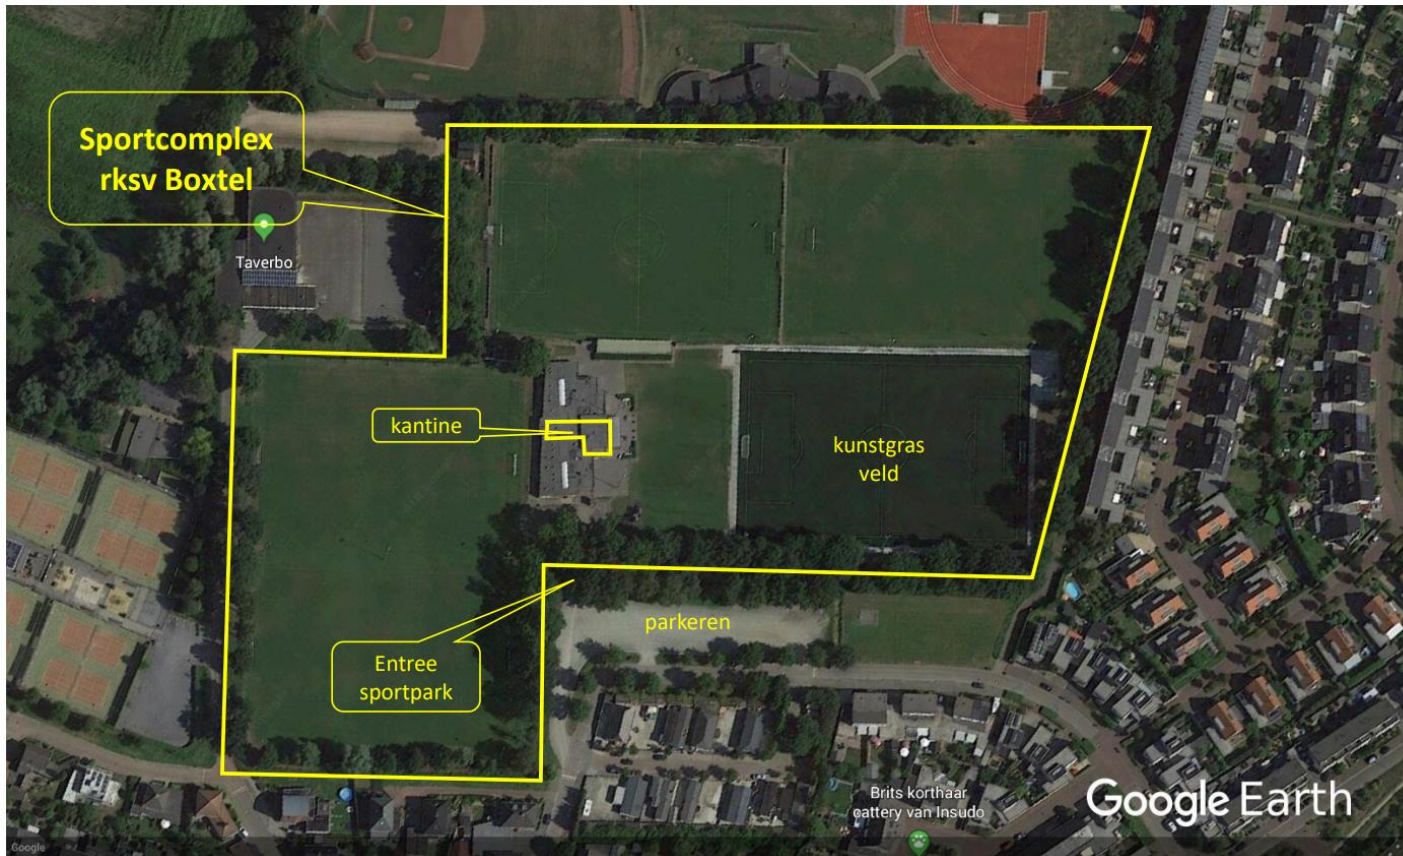 Sportcomplex
rksv Boxtel
Taverbo
kantine
kunstgras
veld
parkeren
Entree
sportpark
Brits korthaar
cattery van Insudo
Google Earth
Google